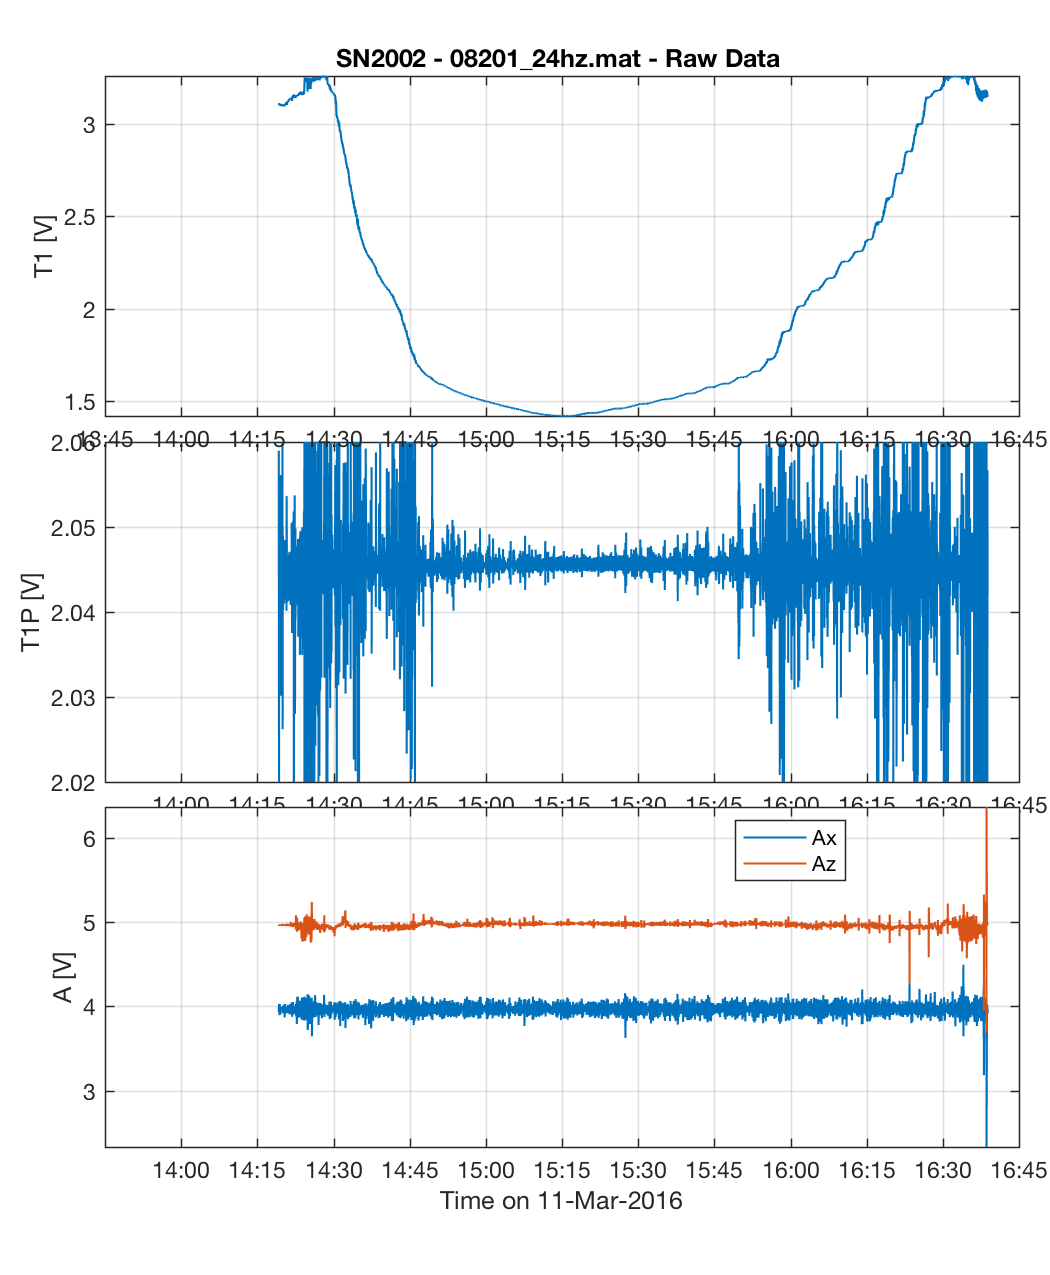 SN2002 - 08201_24hz.mat - Raw Data
3
2.5
2
1.5
T1 [V]
13:45 14:00 14:15 14:30 14:45 15:00 15:15 15:30 15:45 16:00 16:15 16:30 16:45
2.06
2.05
2.04
2.03
2.02
T1P [V]
14:00 14:15 14:30 14:45 15:00 15:15 15:30 15:45 16:00 16:15 16:30 16:45
6
5
4
3
A [V]
Ax
Az
14:00 14:15 14:30 14:45 15:00 15:15 15:30 15:45 16:00 16:15 16:30 16:45
Time on 11-Mar-2016